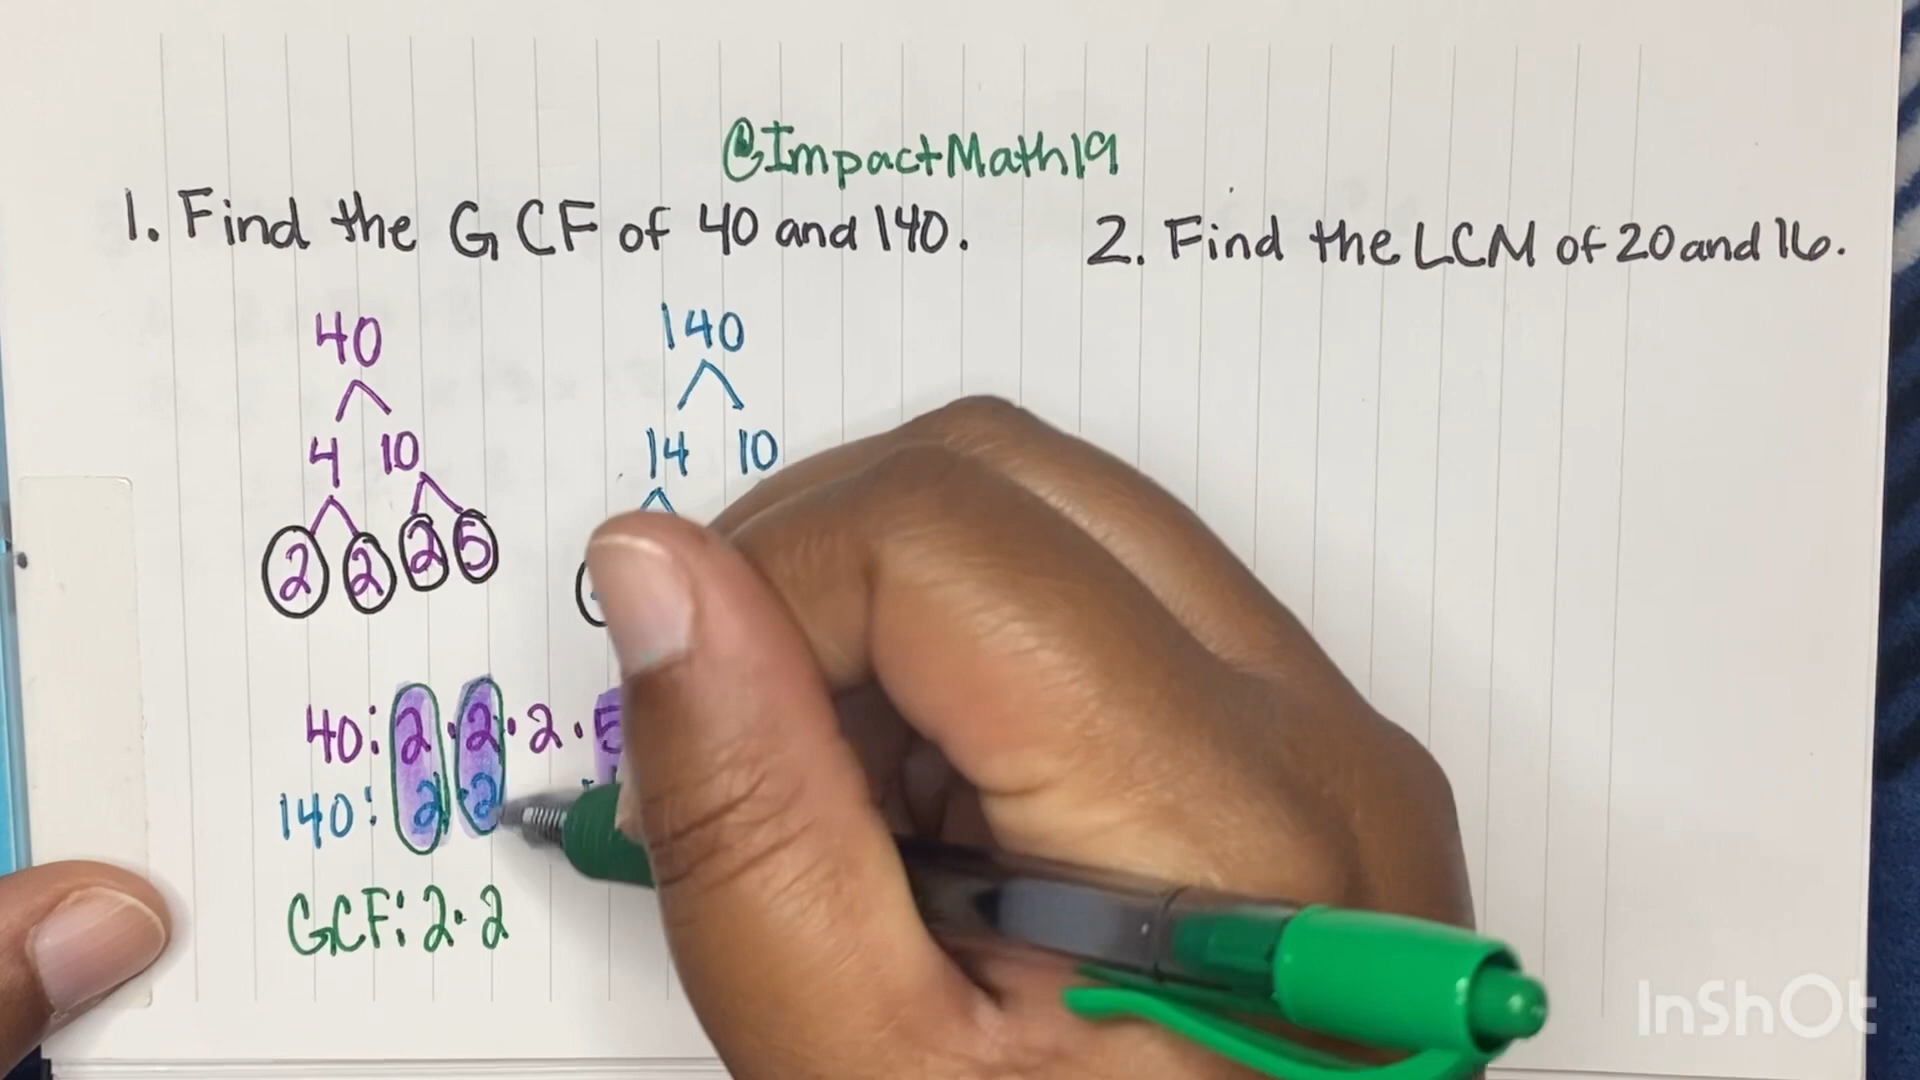 @ImpactMath19
1. Find the GCF of 40 and 140.
2. Find the LCM of 20 and 16.
40
4 10
2 2 2 5
140
14 10
40: 2 · 2 · 2 · 5
140: 2 · 2
GCF: 2 · 2
InShOt